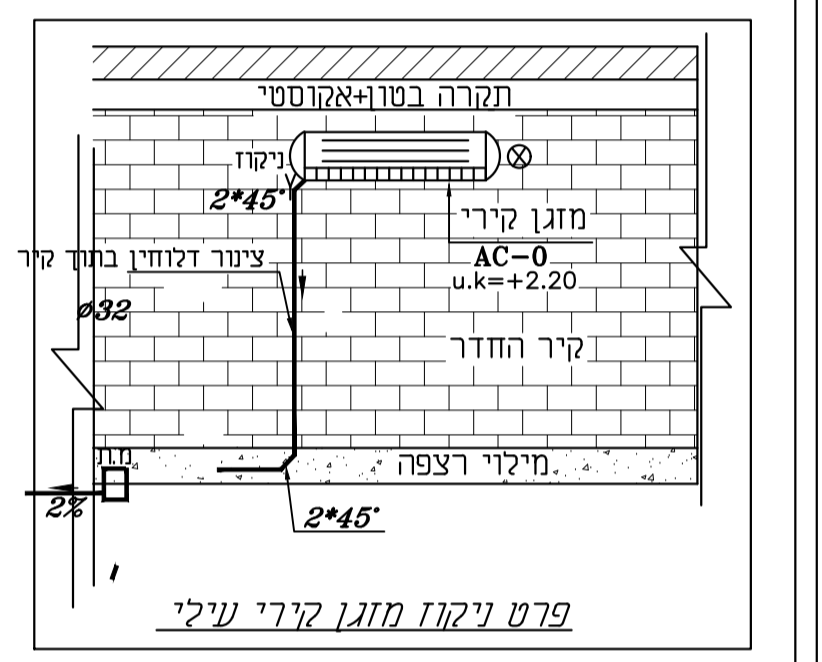 תקרה בטון+אקוסטי
ניקוז
2*45°
מזגן קירי
AC-0
u.k=+2.20
צינור דלוחין בתוך קיר
ø32
קיר החדר
מ.ת
מילוי רצפה
2%
2*45°
פרט ניקוז מזגן קירי עילי